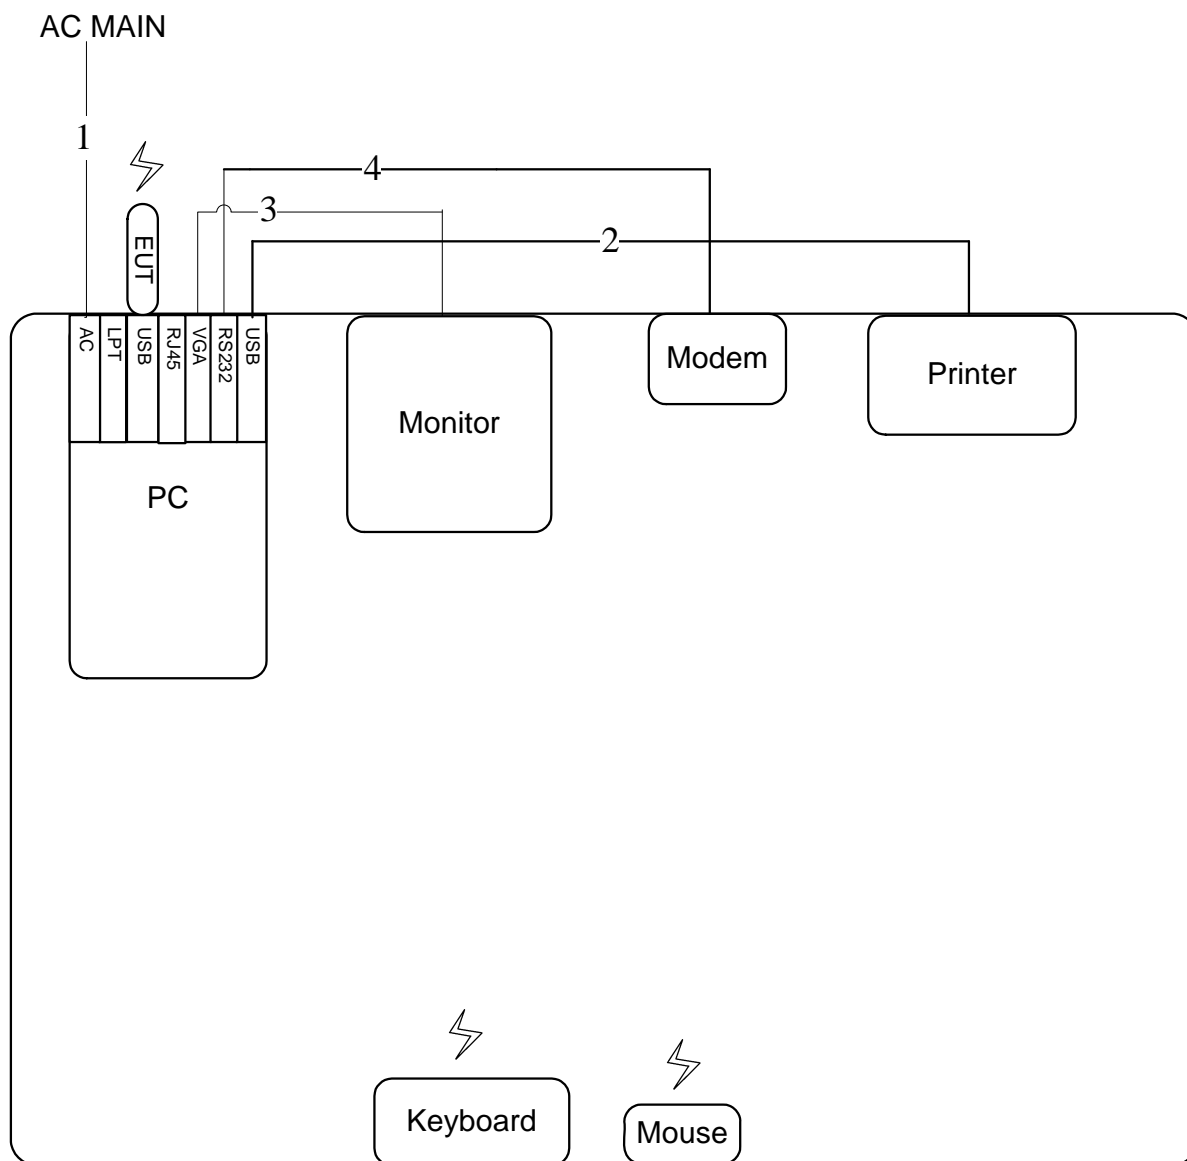 AC MAIN
1
4
3
2
EUT
AC
LPT
USB
RJ45
VGA
RS232
USB
Monitor
Modem
Printer
PC
Keyboard
Mouse